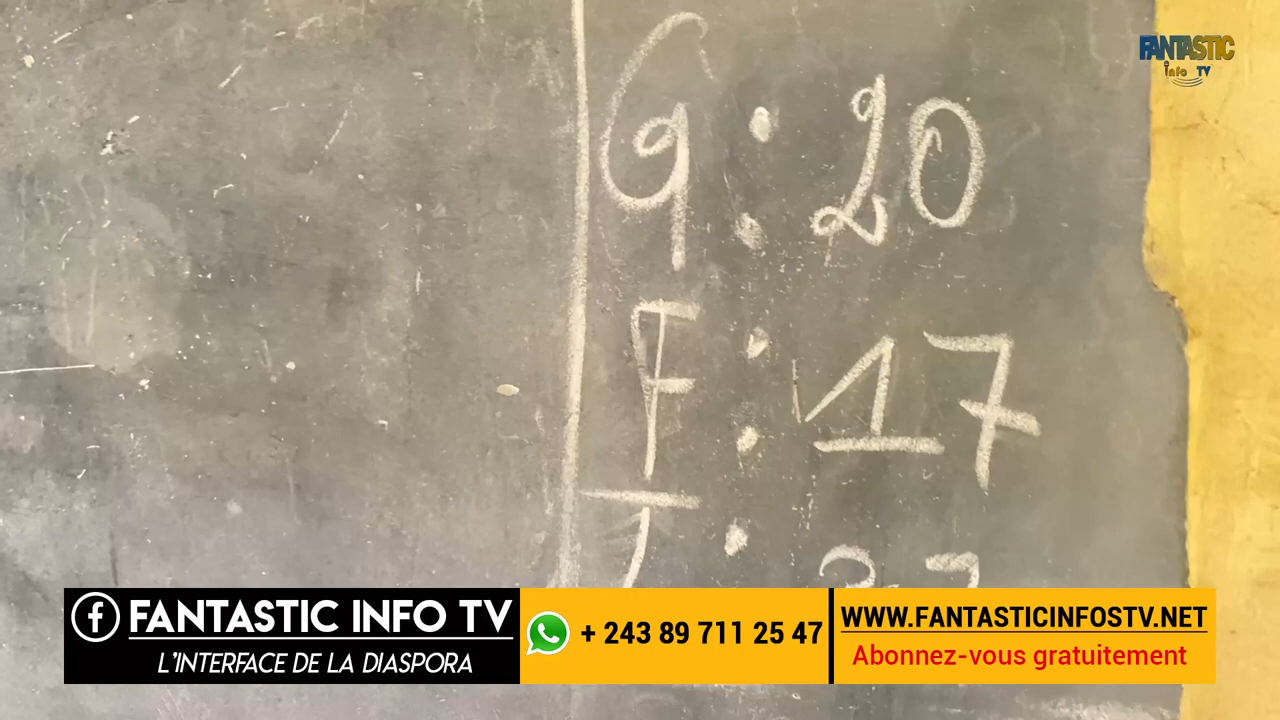 FANTASTIC
info TV
G : 20
F : 17
T : 37
FANTASTIC INFO TV
L'INTERFACE DE LA DIASPORA
+ 243 89 711 25 47
WWW.FANTASTICINFOSTV.NET
Abonnez-vous gratuitement